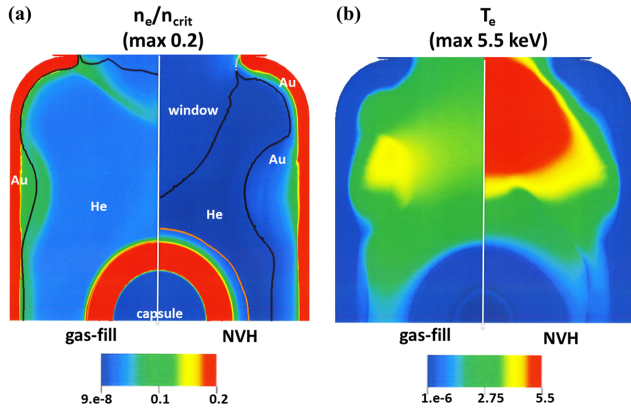 (a)
n_e/n_crit
(max 0.2)
Au
Au
window
Au
He
He
capsule
gas-fill
NVH
9.e-8
0.1
0.2
(b)
T_e
(max 5.5 keV)
gas-fill
NVH
1.e-6
2.75
5.5